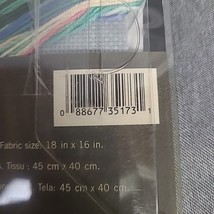 0 88677 35173 1
Fabric size: 18 in x 16 in.
Tissu : 45 cm x 40 cm.
Tela: 45 cm x 40 cm.